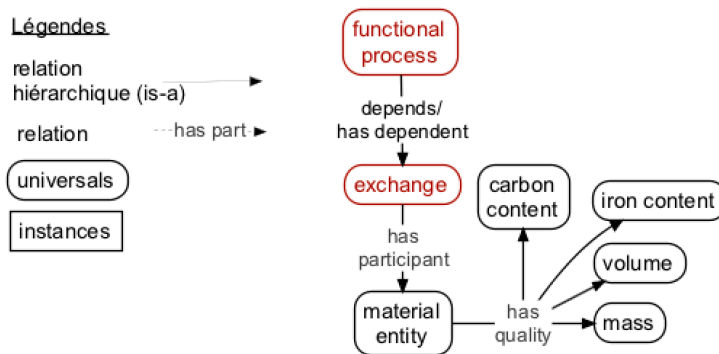 Légendes
relation
hiérarchique (is-a)
relation
has part
universals
instances
functional
process
depends/
has dependent
exchange
has
participant
material
entity
has
quality
carbon
content
iron content
volume
mass